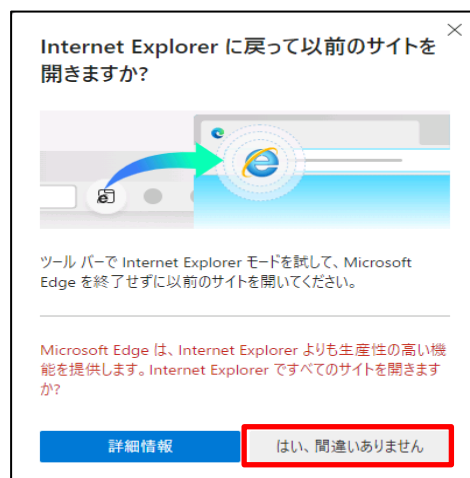 Internet Explorer に戻って以前のサイトを
開きますか?
ツール バーで Internet Explorer モードを試して、Microsoft
Edge を終了せずに以前のサイトを開いてください。
Microsoft Edge は、Internet Explorer よりも生産性の高い機
能を提供します。Internet Explorer ですべてのサイトを開きます
か?
詳細情報
はい、間違いありません